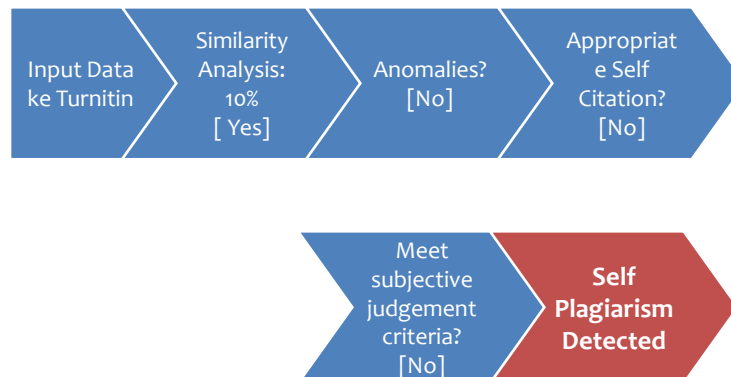 Input Data
ke Turnitin
Similarity
Analysis:
10%
[ Yes]
Anomalies?
[No]
Appropriat
e Self
Citation?
[No]
Meet
subjective
judgement
criteria?
[No]
Self
Plagiarism
Detected